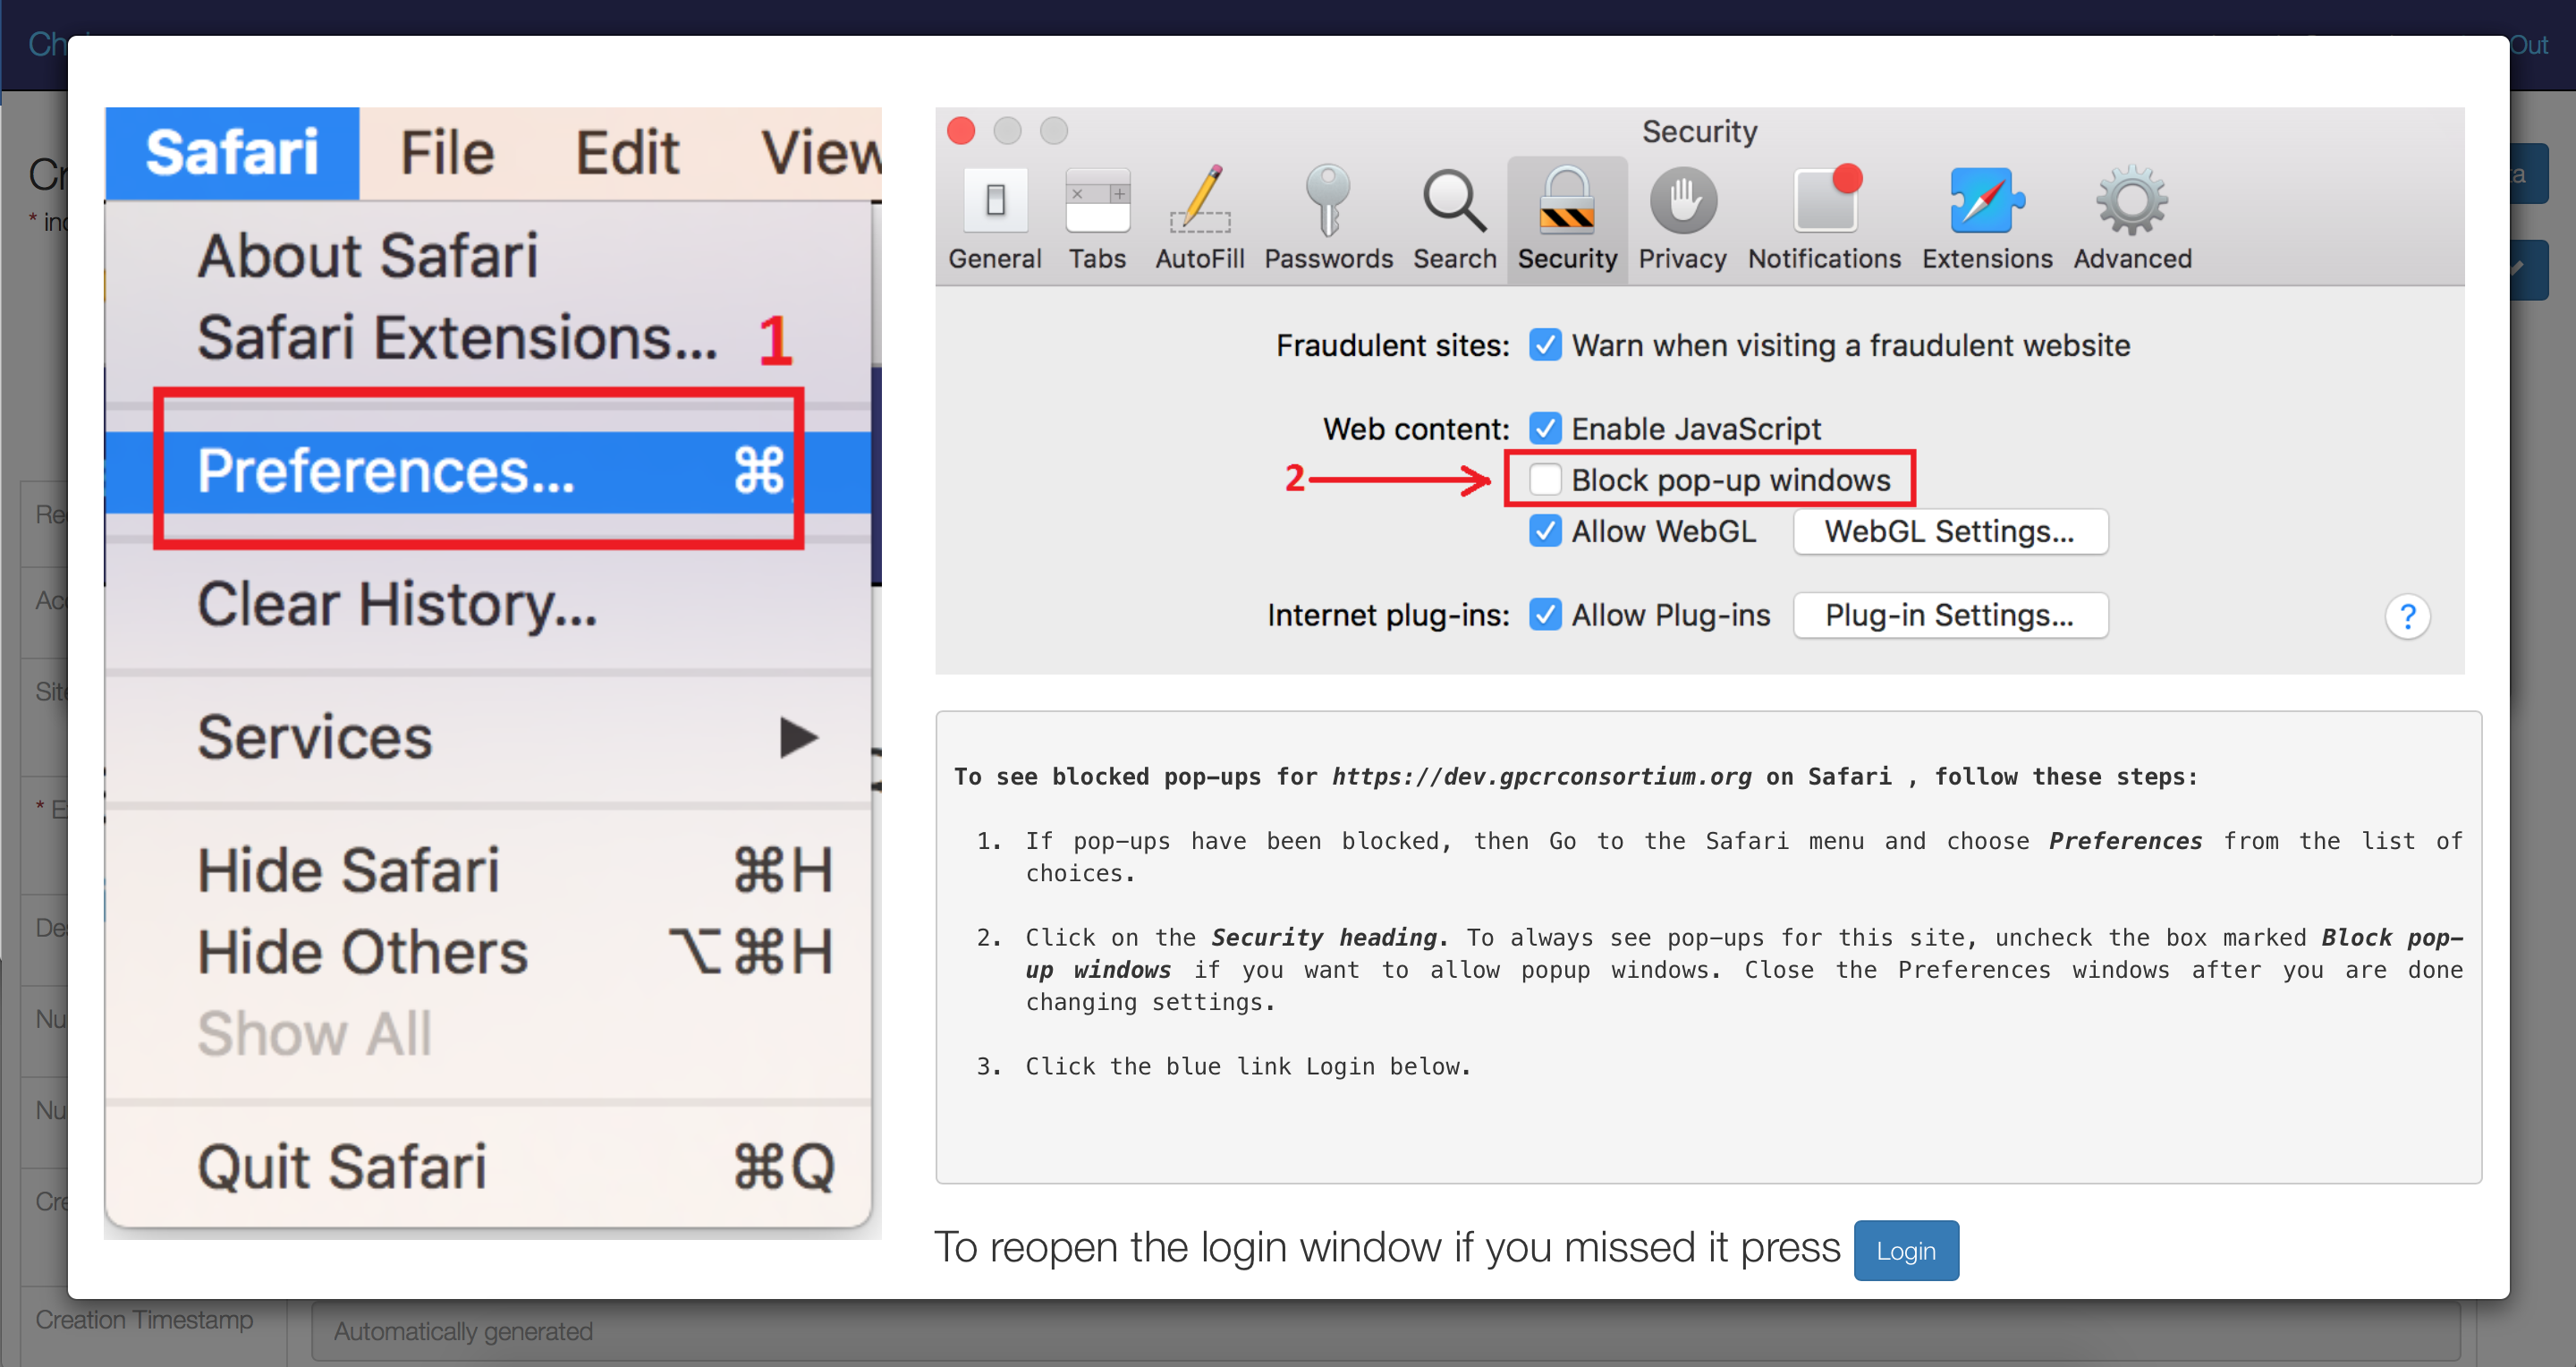 Out
Safari File Edit View
About Safari
Safari Extensions... 1
Preferences... ⌘
Clear History...
Services
Hide Safari ⌘H
Hide Others ⌥⌘H
Show All
Quit Safari ⌘Q
Security
General Tabs AutoFill Passwords Search Security Privacy Notifications Extensions Advanced
Fraudulent sites: Warn when visiting a fraudulent website
Web content: Enable JavaScript
2 Block pop-up windows
Allow WebGL WebGL Settings...
Internet plug-ins: Allow Plug-ins Plug-in Settings... ?
To see blocked pop-ups for https://dev.gpcrconsortium.org on Safari , follow these steps:
1. If pop-ups have been blocked, then Go to the Safari menu and choose Preferences from the list of
choices.
2. Click on the Security heading. To always see pop-ups for this site, uncheck the box marked Block pop-
up windows if you want to allow popup windows. Close the Preferences windows after you are done
changing settings.
3. Click the blue link Login below.
To reopen the login window if you missed it press Login
Creation Timestamp Automatically generated